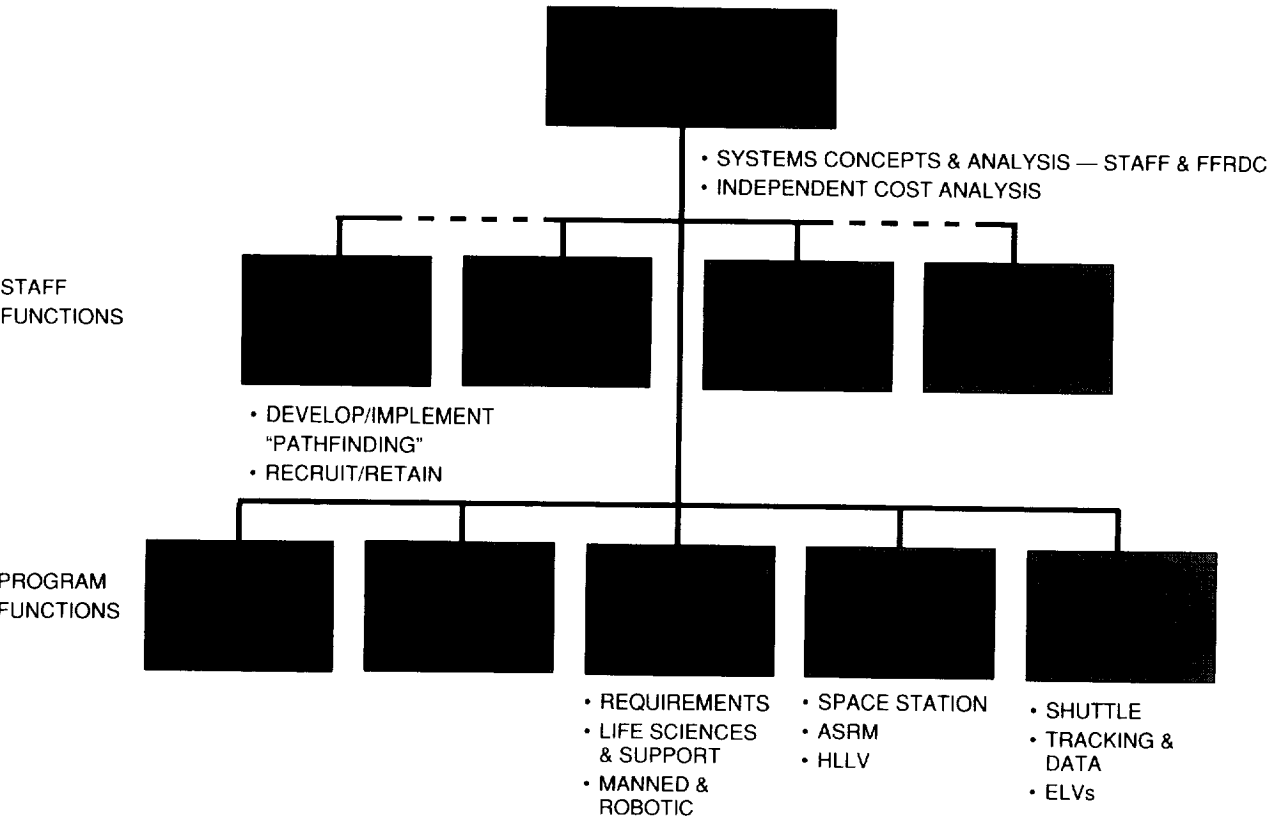 • SYSTEMS CONCEPTS & ANALYSIS — STAFF & FFRDC
• INDEPENDENT COST ANALYSIS
STAFF
FUNCTIONS
• DEVELOP/IMPLEMENT
“PATHFINDING”
• RECRUIT/RETAIN
PROGRAM
FUNCTIONS
• REQUIREMENTS
• LIFE SCIENCES
& SUPPORT
• MANNED &
ROBOTIC
• SPACE STATION
• ASRM
• HLLV
• SHUTTLE
• TRACKING &
DATA
• ELVs